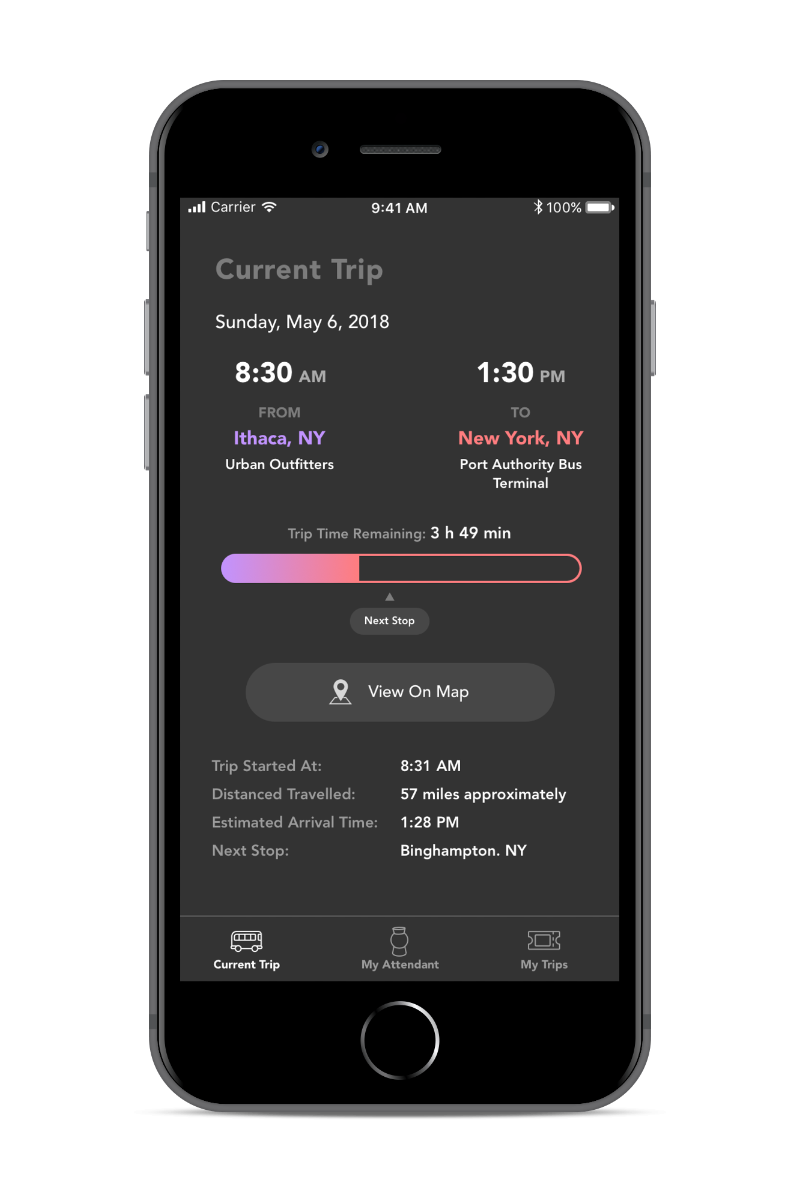 Carrier 9:41 AM 100%
Current Trip
Sunday, May 6, 2018
8:30 AM 1:30 PM
FROM TO
Ithaca, NY New York, NY
Urban Outfitters Port Authority Bus
Terminal
Trip Time Remaining: 3 h 49 min
Next Stop
View On Map
Trip Started At: 8:31 AM
Distanced Travelled: 57 miles approximately
Estimated Arrival Time: 1:28 PM
Next Stop: Binghampton. NY
Current Trip My Attendant My Trips